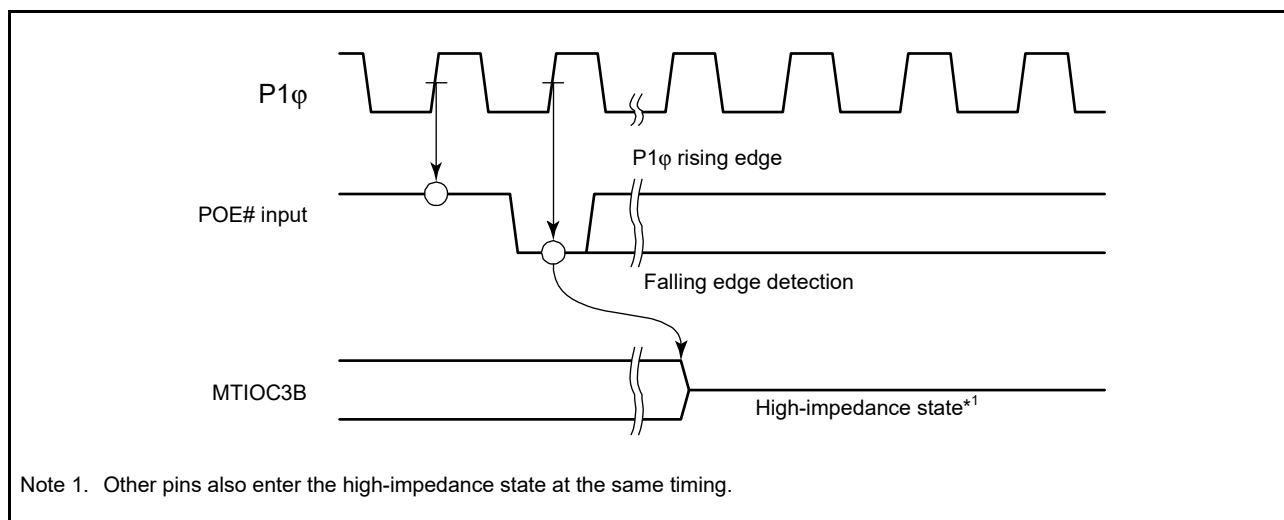 P1φ
P1φ rising edge
POE# input
Falling edge detection
MTIOC3B
High-impedance state*1
Note 1. Other pins also enter the high-impedance state at the same timing.